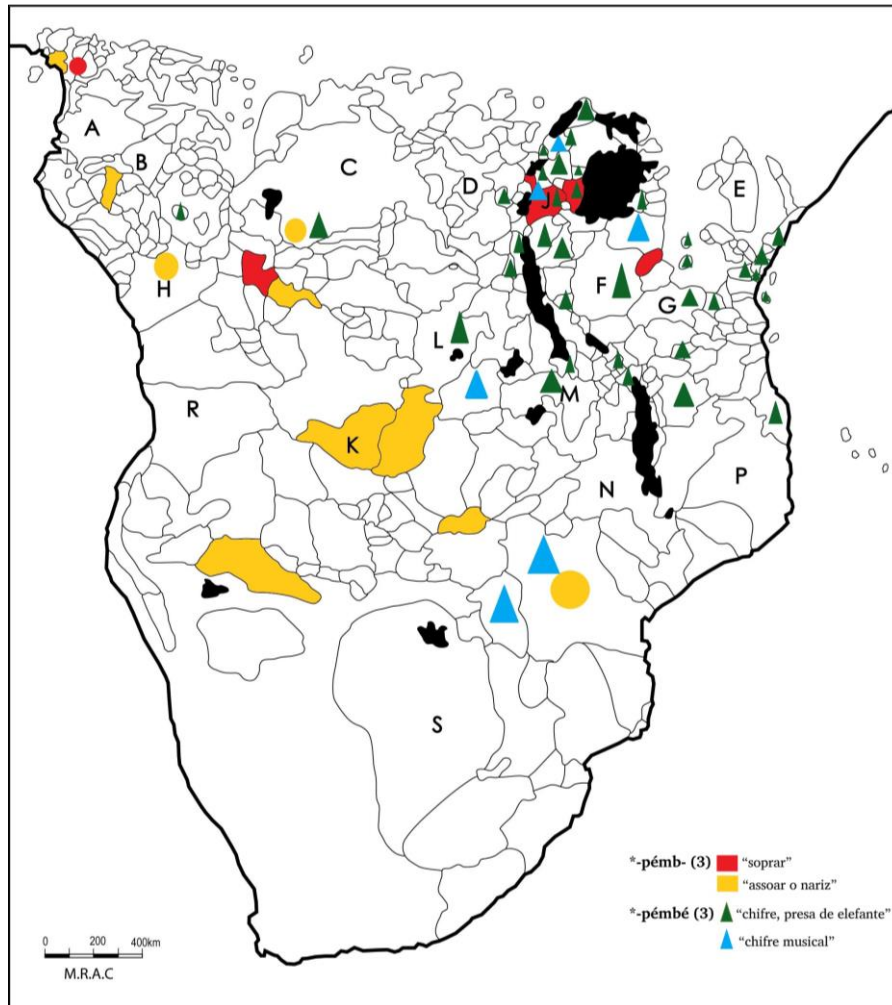 A
B
C
D
E
J
H
F
G
L
M
R
K
N
P
S
*-pémb- (3) “soprar”
“assoar o nariz”
*-pémbé (3) “chifre, presa de elefante”
“chifre musical”
0 200 400km
M.R.A.C